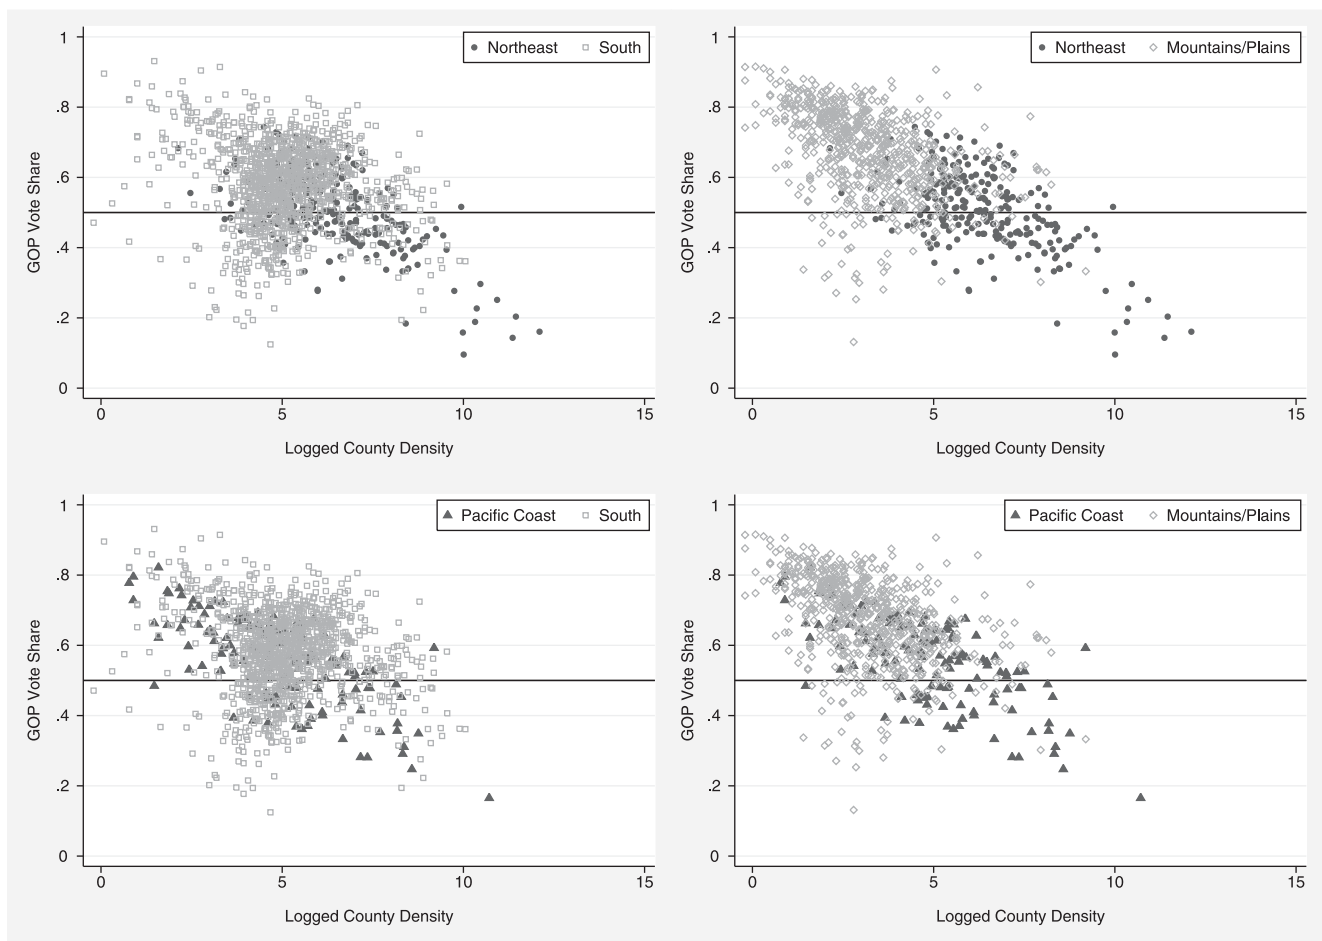 1
.8
.6
.4
.2
0
GOP Vote Share
Northeast South
0 5 10 15
Logged County Density
1
.8
.6
.4
.2
0
GOP Vote Share
Northeast Mountains/Plains
0 5 10 15
Logged County Density
1
.8
.6
.4
.2
0
GOP Vote Share
Pacific Coast South
0 5 10 15
Logged County Density
1
.8
.6
.4
.2
0
GOP Vote Share
Pacific Coast Mountains/Plains
0 5 10 15
Logged County Density